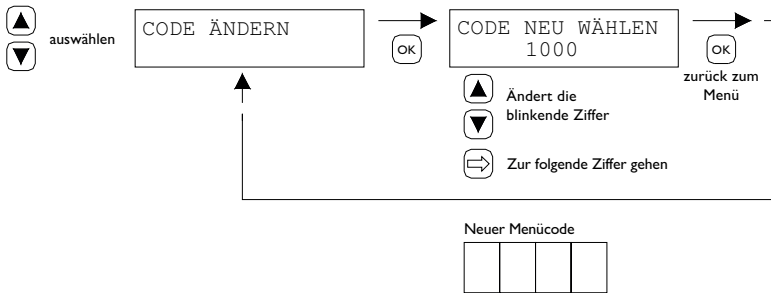 auswählen
CODE ÄNDERN
OK
CODE NEU WÄHLEN
1000
OK
zurück zum
Menü
Ändert die
blinkende Ziffer
Zur folgende Ziffer gehen
Neuer Menücode